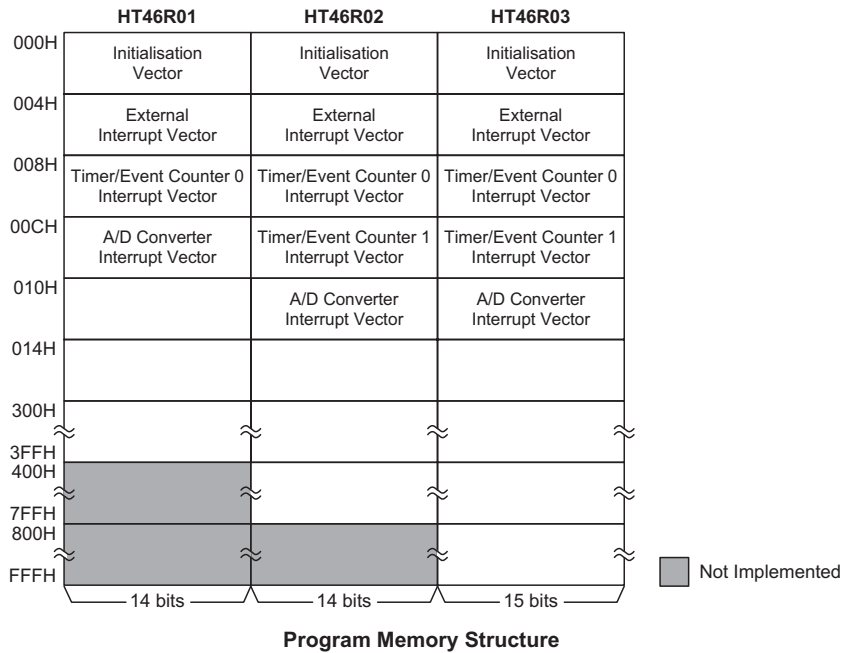 HT46R01 HT46R02 HT46R03
000H
Initialisation Vector Initialisation Vector Initialisation Vector
004H
External Interrupt Vector External Interrupt Vector External Interrupt Vector
008H
Timer/Event Counter 0 Interrupt Vector Timer/Event Counter 0 Interrupt Vector Timer/Event Counter 0 Interrupt Vector
00CH
A/D Converter Interrupt Vector Timer/Event Counter 1 Interrupt Vector Timer/Event Counter 1 Interrupt Vector
010H
A/D Converter Interrupt Vector A/D Converter Interrupt Vector
014H
300H
3FFH
400H
7FFH
800H
FFFH
Not Implemented
14 bits 14 bits 15 bits
Program Memory Structure